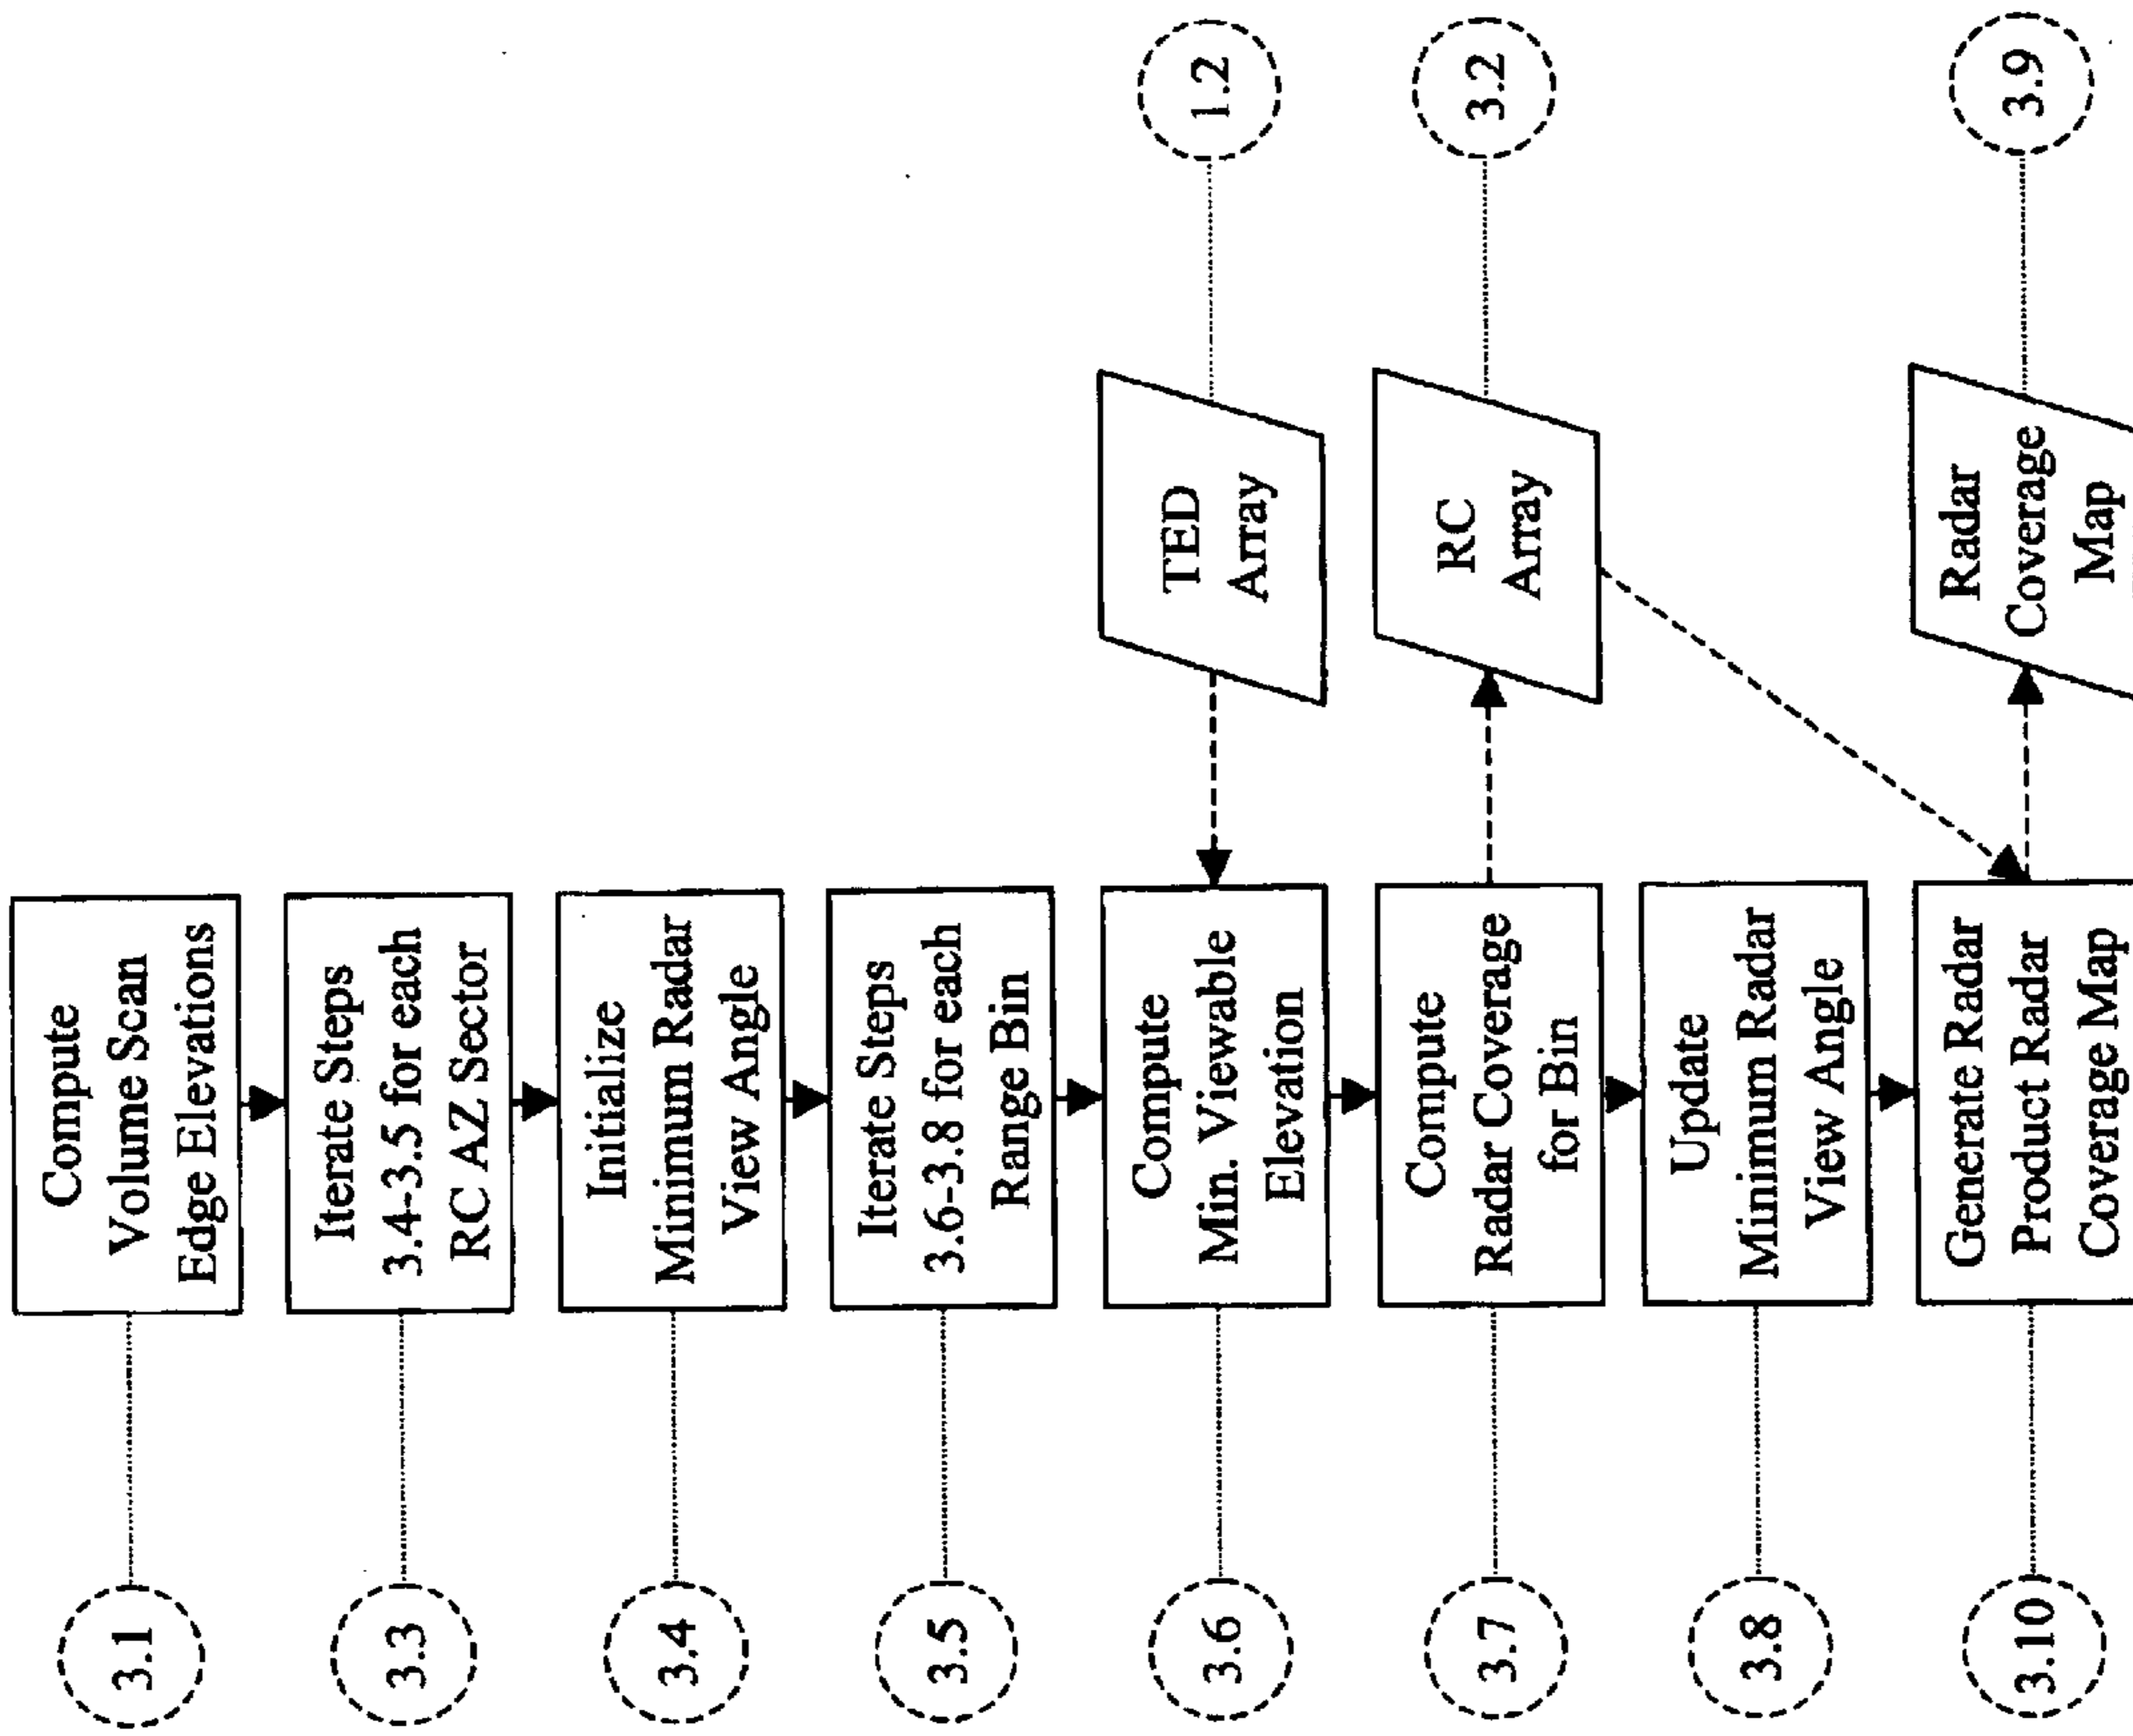 3.1
Compute
Volume Scan
Edge Elevations
3.3
Iterate Steps
3.4-3.5 for each
RC AZ Sector
3.4
Initialize
Minimum Radar
View Angle
3.5
Iterate Steps
3.6-3.8 for each
Range Bin
3.6
Compute
Min. Viewable
Elevation
TED
Array
1.2
3.7
Compute
Radar Coverage
for Bin
RC
Array
3.2
3.8
Update
Minimum Radar
View Angle
3.10
Generate Radar
Product Radar
Coverage Map
Radar
Coverage
Map
3.9